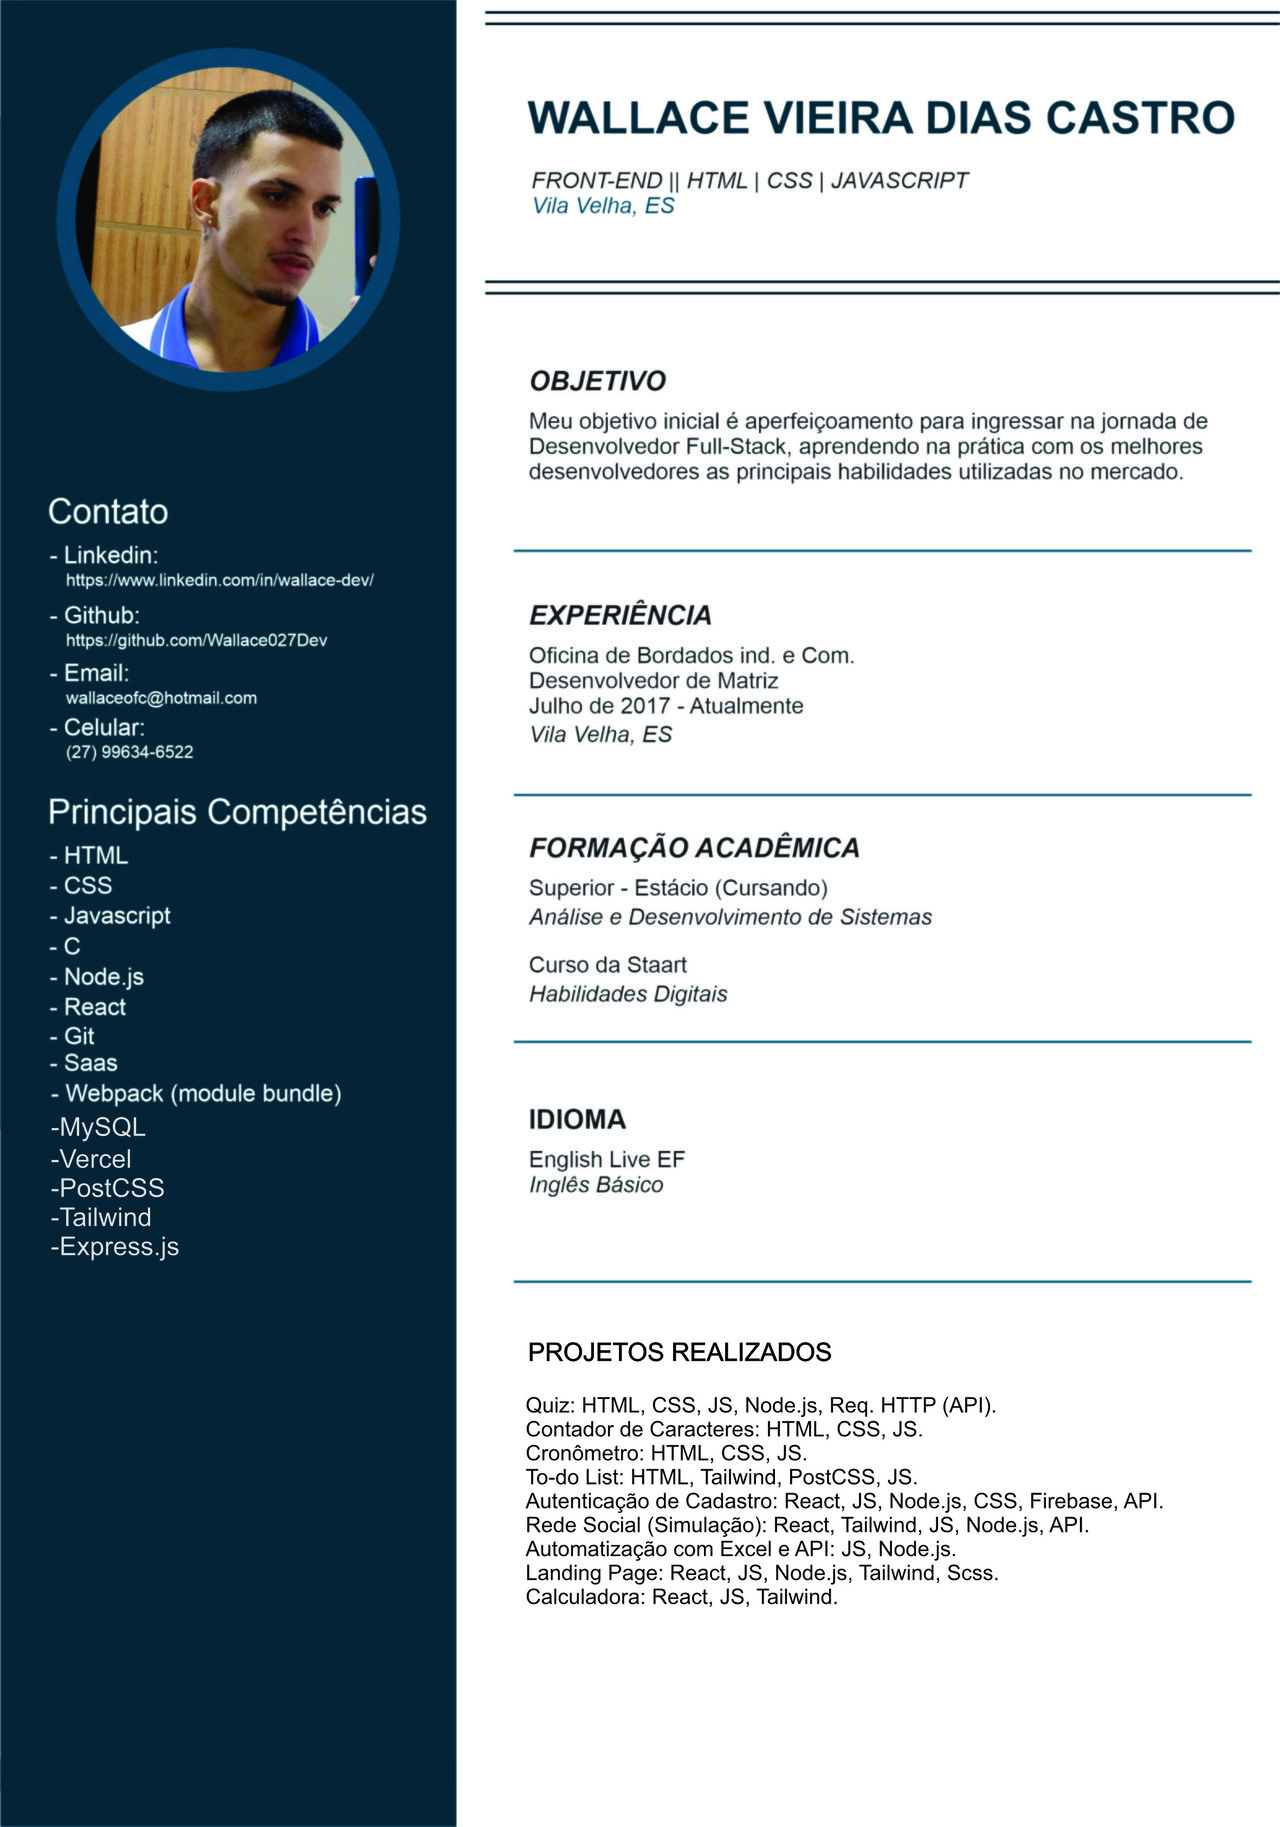 WALLACE VIEIRA DIAS CASTRO
FRONT-END || HTML | CSS | JAVASCRIPT
Vila Velha, ES
Contato
- Linkedin:
https://www.linkedin.com/in/wallace-dev/
- Github:
https://github.com/Wallace027Dev
- Email:
wallaceofc@hotmail.com
- Celular:
(27) 99634-6522
Principais Competências
- HTML
- CSS
- Javascript
- C
- Node.js
- React
- Git
- Saas
- Webpack (module bundle)
-MySQL
-Vercel
-PostCSS
-Tailwind
-Express.js
OBJETIVO
Meu objetivo inicial é aperfeiçoamento para ingressar na jornada de
Desenvolvedor Full-Stack, aprendendo na prática com os melhores
desenvolvedores as principais habilidades utilizadas no mercado.
EXPERIÊNCIA
Oficina de Bordados ind. e Com.
Desenvolvedor de Matriz
Julho de 2017 - Atualmente
Vila Velha, ES
FORMAÇÃO ACADÊMICA
Superior - Estácio (Cursando)
Análise e Desenvolvimento de Sistemas
Curso da Staart
Habilidades Digitais
IDIOMA
English Live EF
Inglês Básico
PROJETOS REALIZADOS
Quiz: HTML, CSS, JS, Node.js, Req. HTTP (API).
Contador de Caracteres: HTML, CSS, JS.
Cronômetro: HTML, CSS, JS.
To-do List: HTML, Tailwind, PostCSS, JS.
Autenticação de Cadastro: React, JS, Node.js, CSS, Firebase, API.
Rede Social (Simulação): React, Tailwind, JS, Node.js, API.
Automatização com Excel e API: JS, Node.js.
Landing Page: React, JS, Node.js, Tailwind, Scss.
Calculadora: React, JS, Tailwind.